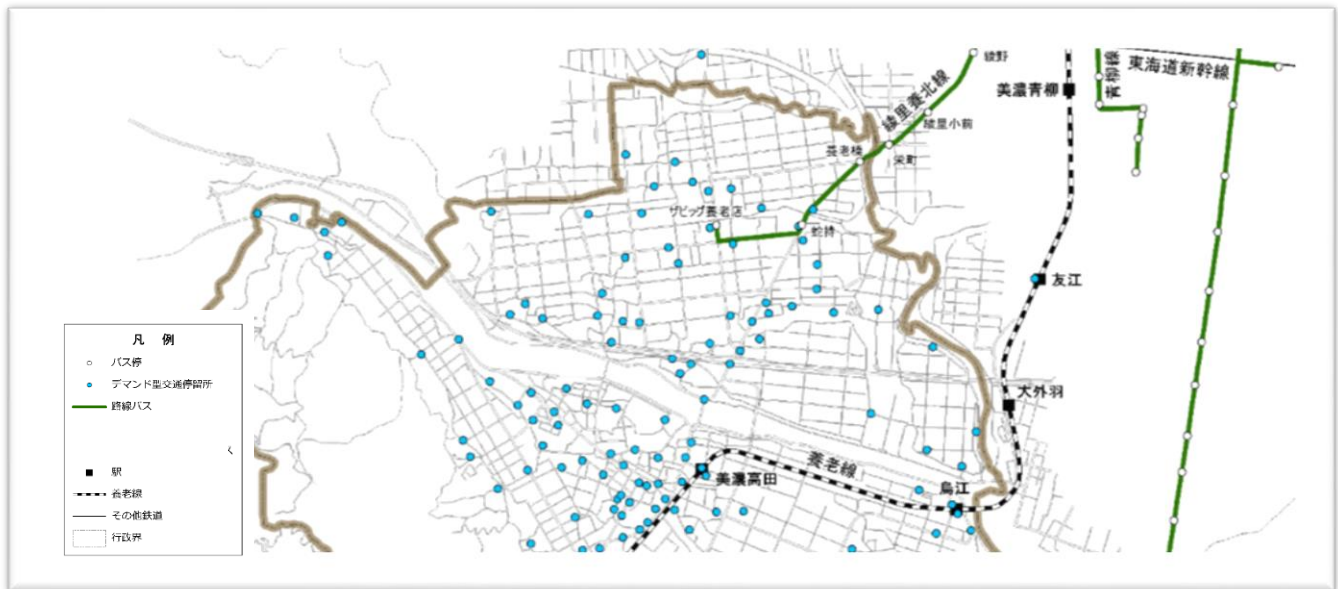 綾野
東海道新幹線
青柳線
美濃青柳
綾里養北線
綾里小前
養老橋
栄町
ザビッグ養老店
蛇持
友江
大外羽
養老線
美濃高田
烏江
凡 例
バス停
デマンド型交通停留所
路線バス
く
駅
養老線
その他鉄道
行政界